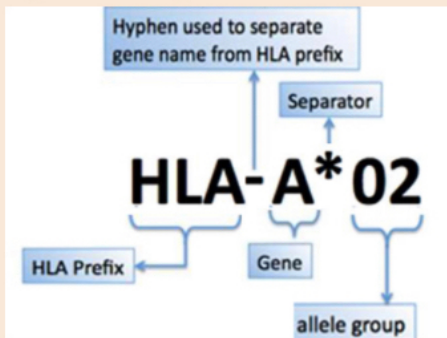 Hyphen used to separate
gene name from HLA prefix
Separator
HLA-A*02
HLA Prefix
Gene
allele group